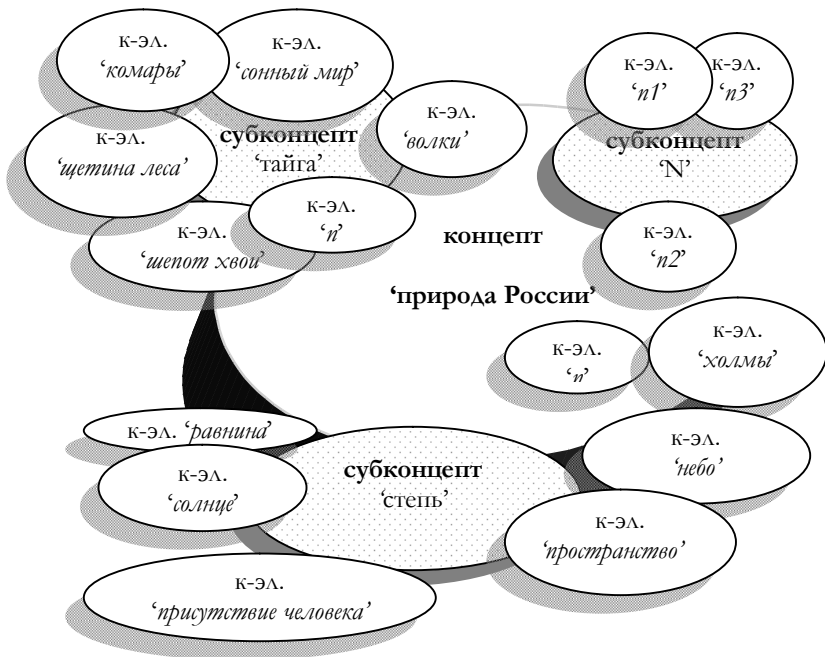 к-эл.
‘комары’
к-эл.
‘сонный мир’
к-эл.
‘n1’
к-эл.
‘n3’
к-эл.
‘волки’
субконцепт
‘тайга’
субконцепт
‘N’
к-эл.
‘щетина леса’
к-эл.
‘n’
к-эл.
‘шепот хвои’
концепт
‘природа России’
к-эл.
‘n2’
к-эл.
‘n’
к-эл.
‘холмы’
к-эл. ‘равнина’
к-эл.
‘солнце’
субконцепт
‘степь’
к-эл.
‘небо’
к-эл.
‘пространство’
к-эл.
‘присутствие человека’